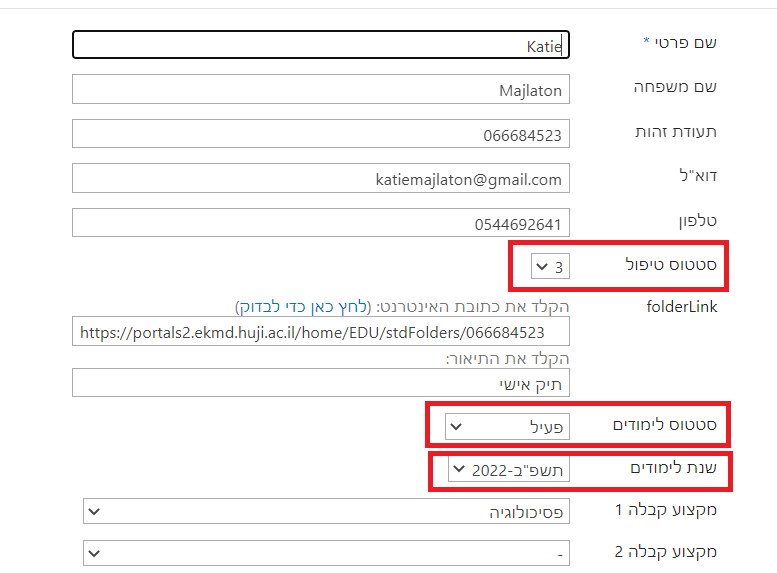 שם פרטי * Katie
שם משפחה Majlaton
תעודת זהות 066684523
דוא"ל katiemajlaton@gmail.com
טלפון 0544692641
סטטוס טיפול 3
folderLink הקלד את כתובת האינטרנט: (לחץ כאן כדי לבדוק)
https://portals2.ekmd.huji.ac.il/home/EDU/stdFolders/066684523
הקלד את התיאור:
תיק אישי
סטטוס לימודים פעיל
שנת לימודים תשפ"ב-2022
מקצוע קבלה 1 פסיכולוגיה
מקצוע קבלה 2 -